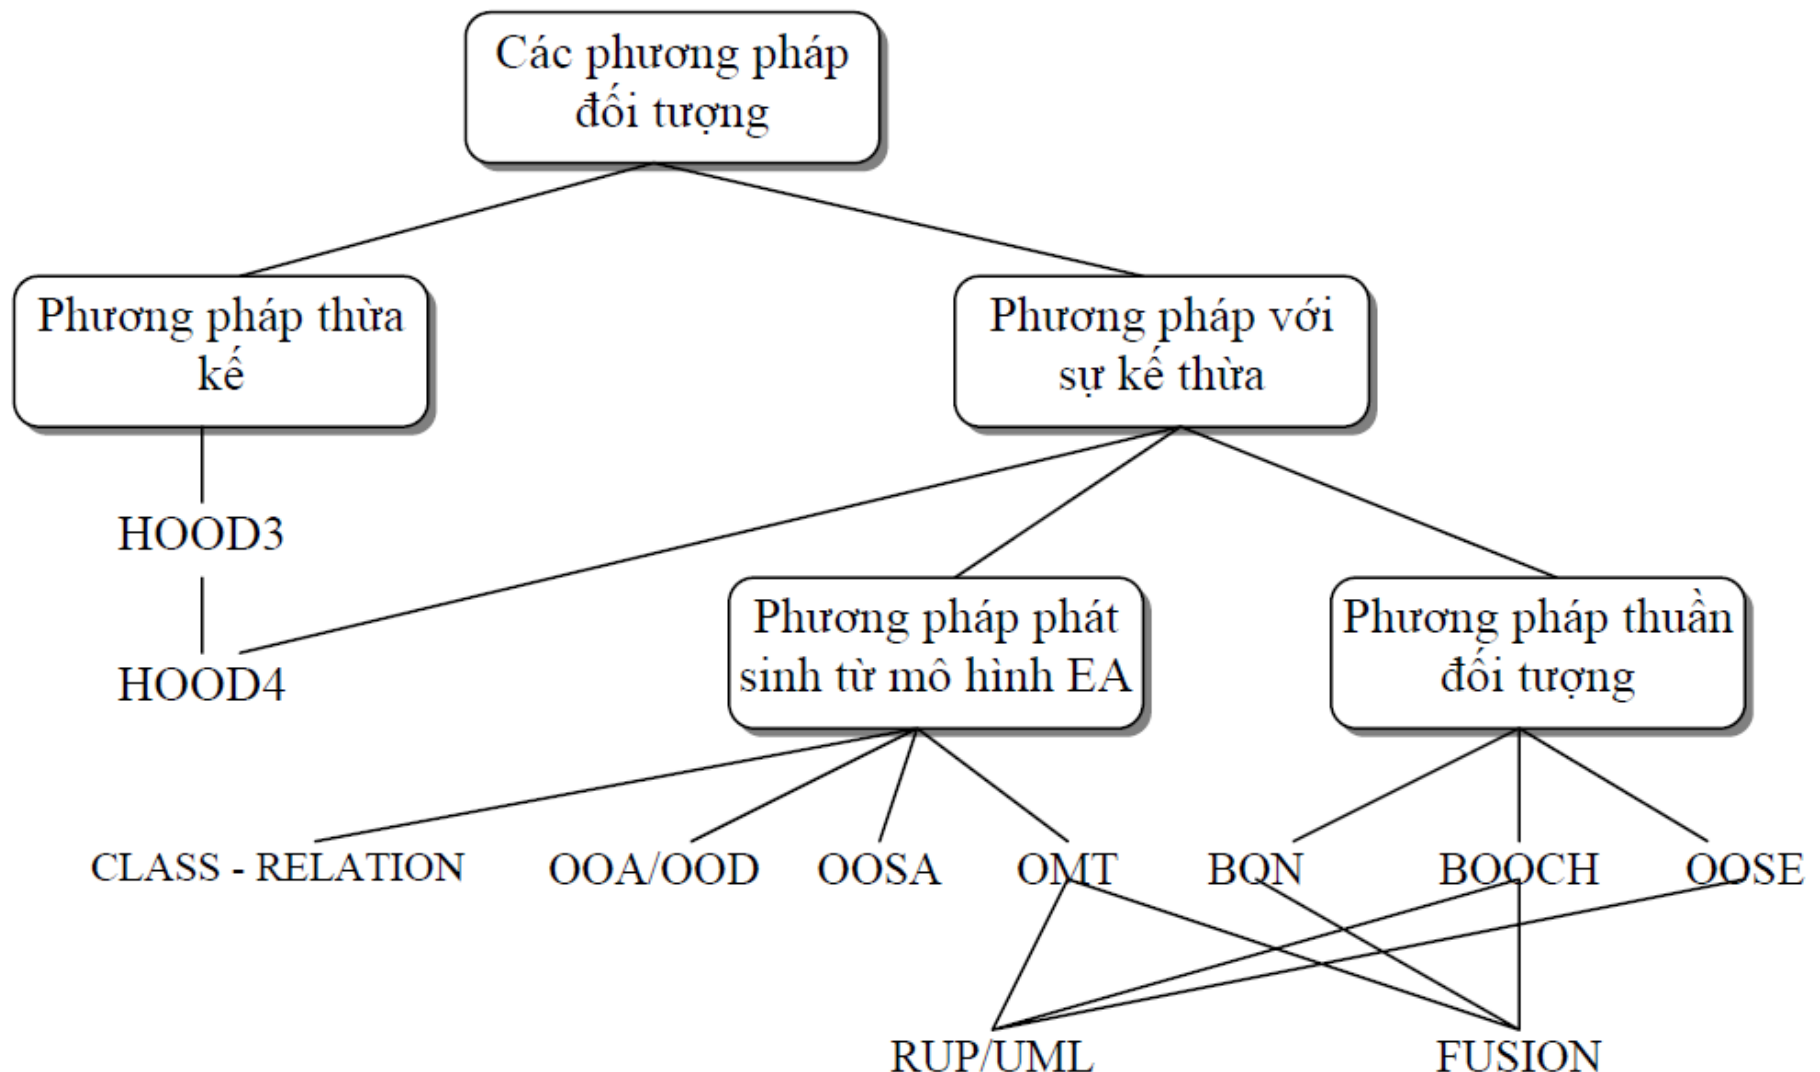 Các phương pháp
đối tượng
Phương pháp thừa
kế
Phương pháp với
sự kế thừa
HOOD3
HOOD4
Phương pháp phát
sinh từ mô hình EA
Phương pháp thuần
đối tượng
CLASS - RELATION
OOA/OOD
OOSA
OMT
BON
BOOCH
OOSE
RUP/UML
FUSION